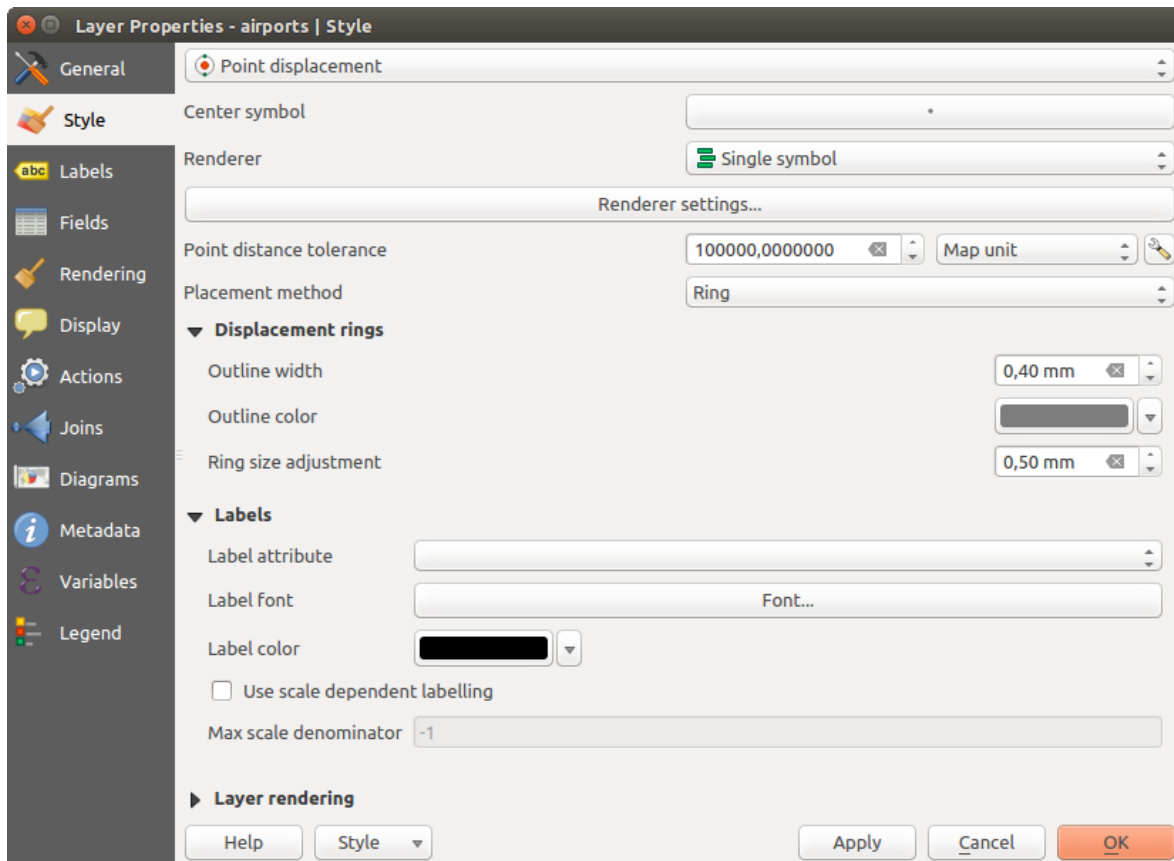 Layer Properties - airports | Style
General
Style
Labels
Fields
Rendering
Display
Actions
Joins
Diagrams
Metadata
Variables
Legend
Point displacement
Center symbol
Renderer Single symbol
Renderer settings...
Point distance tolerance 100000,0000000 Map unit
Placement method Ring
Displacement rings
Outline width 0,40 mm
Outline color
Ring size adjustment 0,50 mm
Labels
Label attribute
Label font Font...
Label color
Use scale dependent labelling
Max scale denominator -1
Layer rendering
Help Style Apply Cancel OK
abc